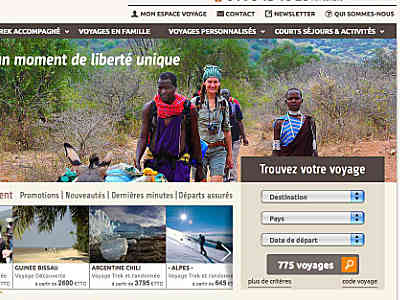 MON ESPACE VOYAGE CONTACT NEWSLETTER QUI SOMMES-NOUS
TREK ACCOMPAGNÉ VOYAGES EN FAMILLE VOYAGES PERSONNALISÉS COURTS SÉJOURS & ACTIVITÉS
un moment de liberté unique
Trouvez votre voyage
Destination
Pays
Date de départ
775 voyages
plus de critères code voyage
Promotions | Nouveautés | Dernières minutes | Départs assurés
GUINEE BISSAU
Voyage Découverte
à partir de 2690 €TTC
ARGENTINE CHILI
Voyage Trek et randonnée
à partir de 3795 €TTC
- ALPES -
Voyage Trek et randonnée
à partir de 645